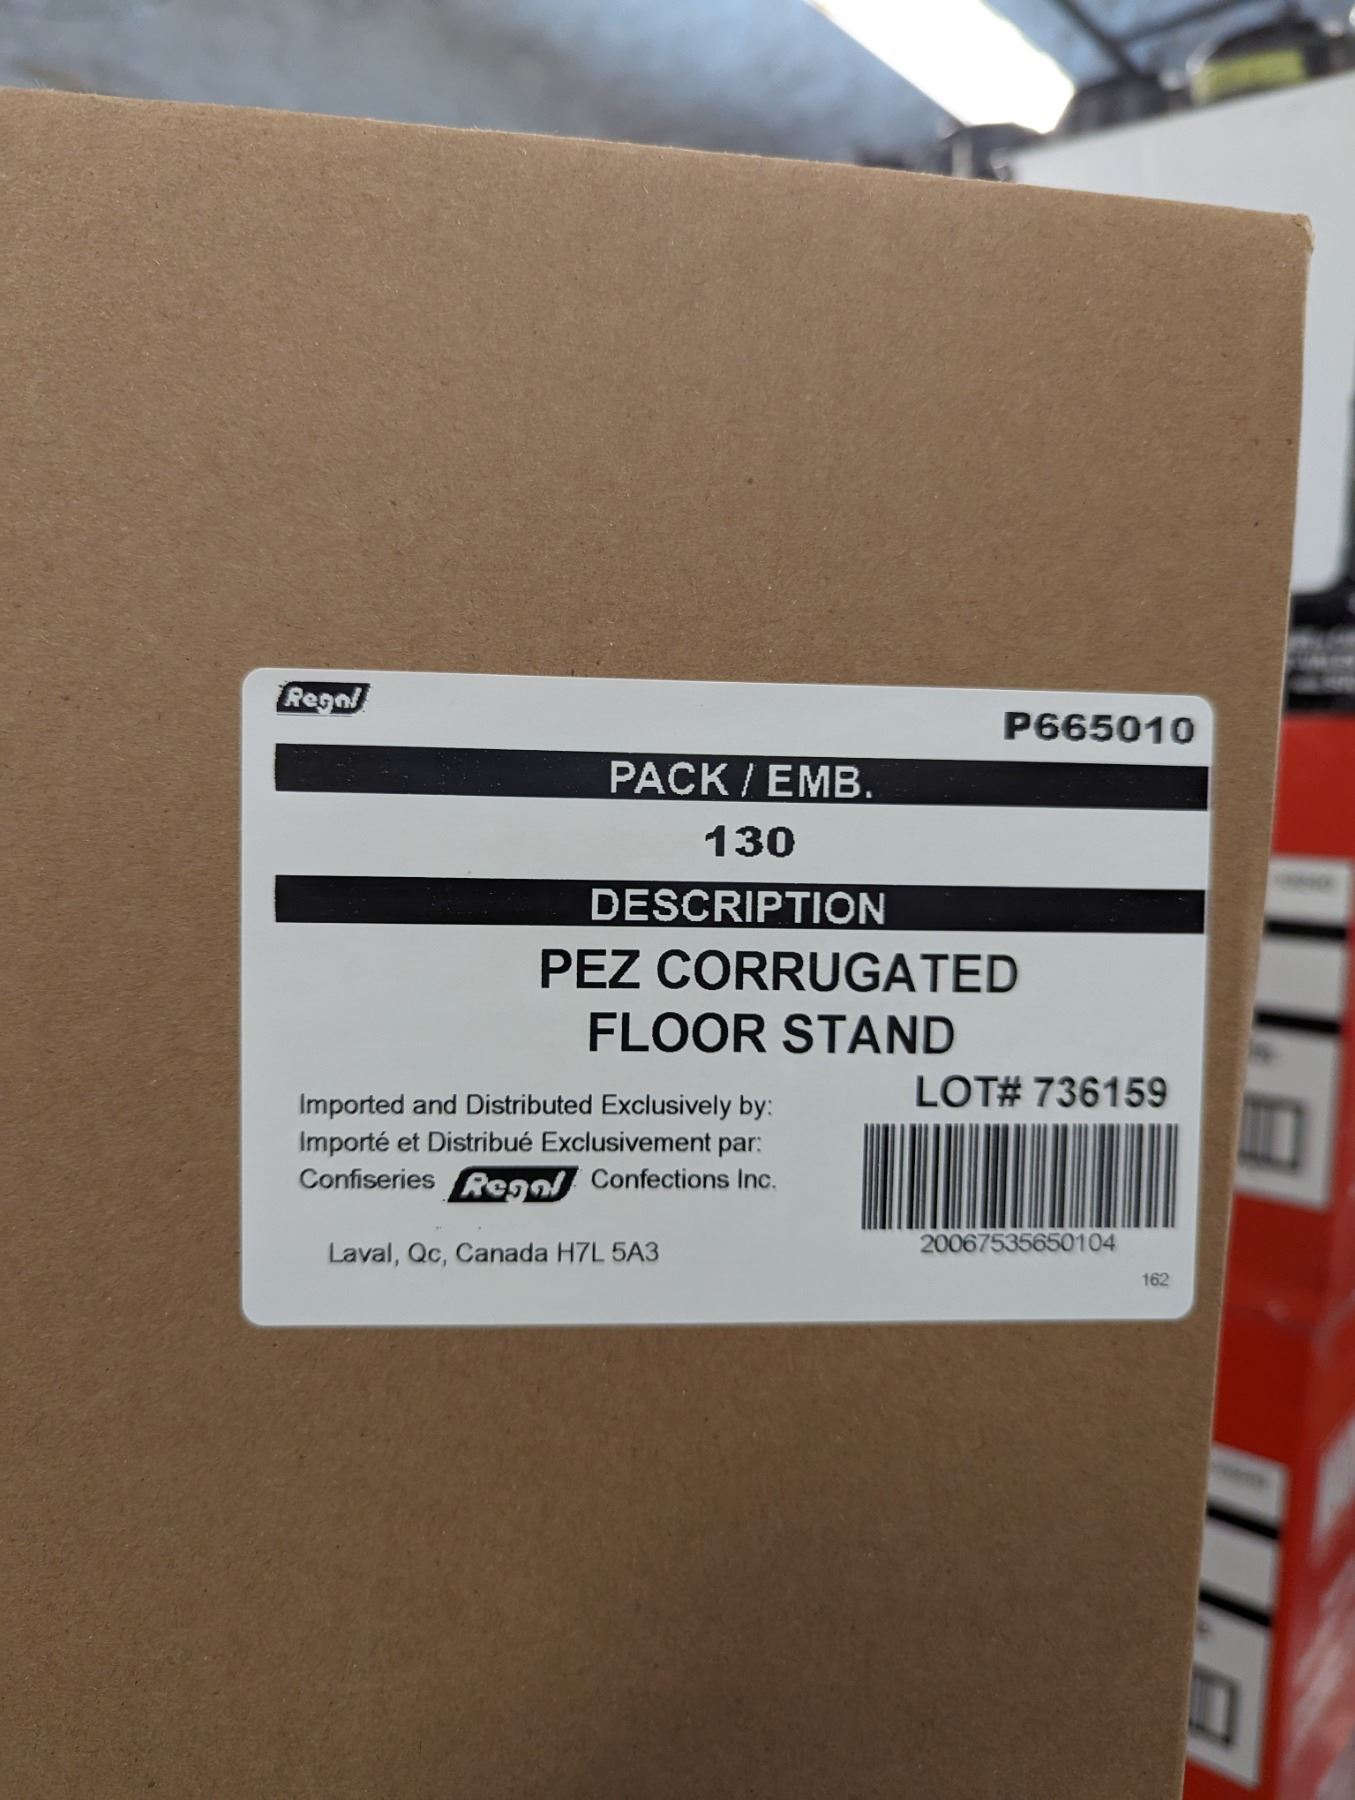 Regal
P665010
PACK / EMB.
130
DESCRIPTION
PEZ CORRUGATED
FLOOR STAND
LOT# 736159
Imported and Distributed Exclusively by:
Importé et Distribué Exclusivement par:
Confiseries Regal Confections Inc.
Laval, Qc, Canada H7L 5A3
20067535650104
162